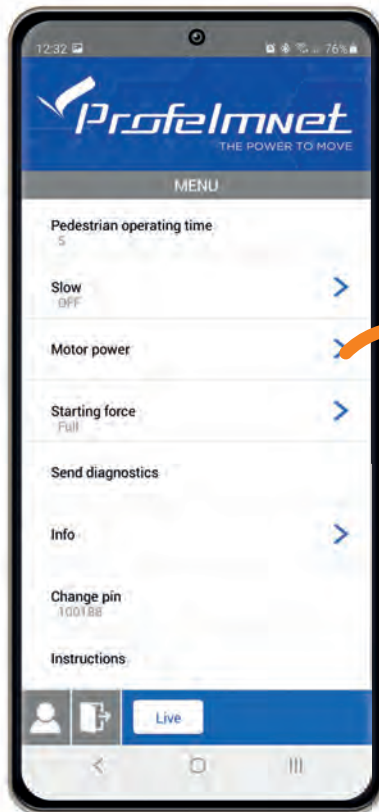 12:32
76%
Profelmnet
THE POWER TO MOVE
MENU
Pedestrian operating time
5
Slow
OFF
Motor power
Starting force
Full
Send diagnostics
Info
Change pin
100188
Instructions
Live